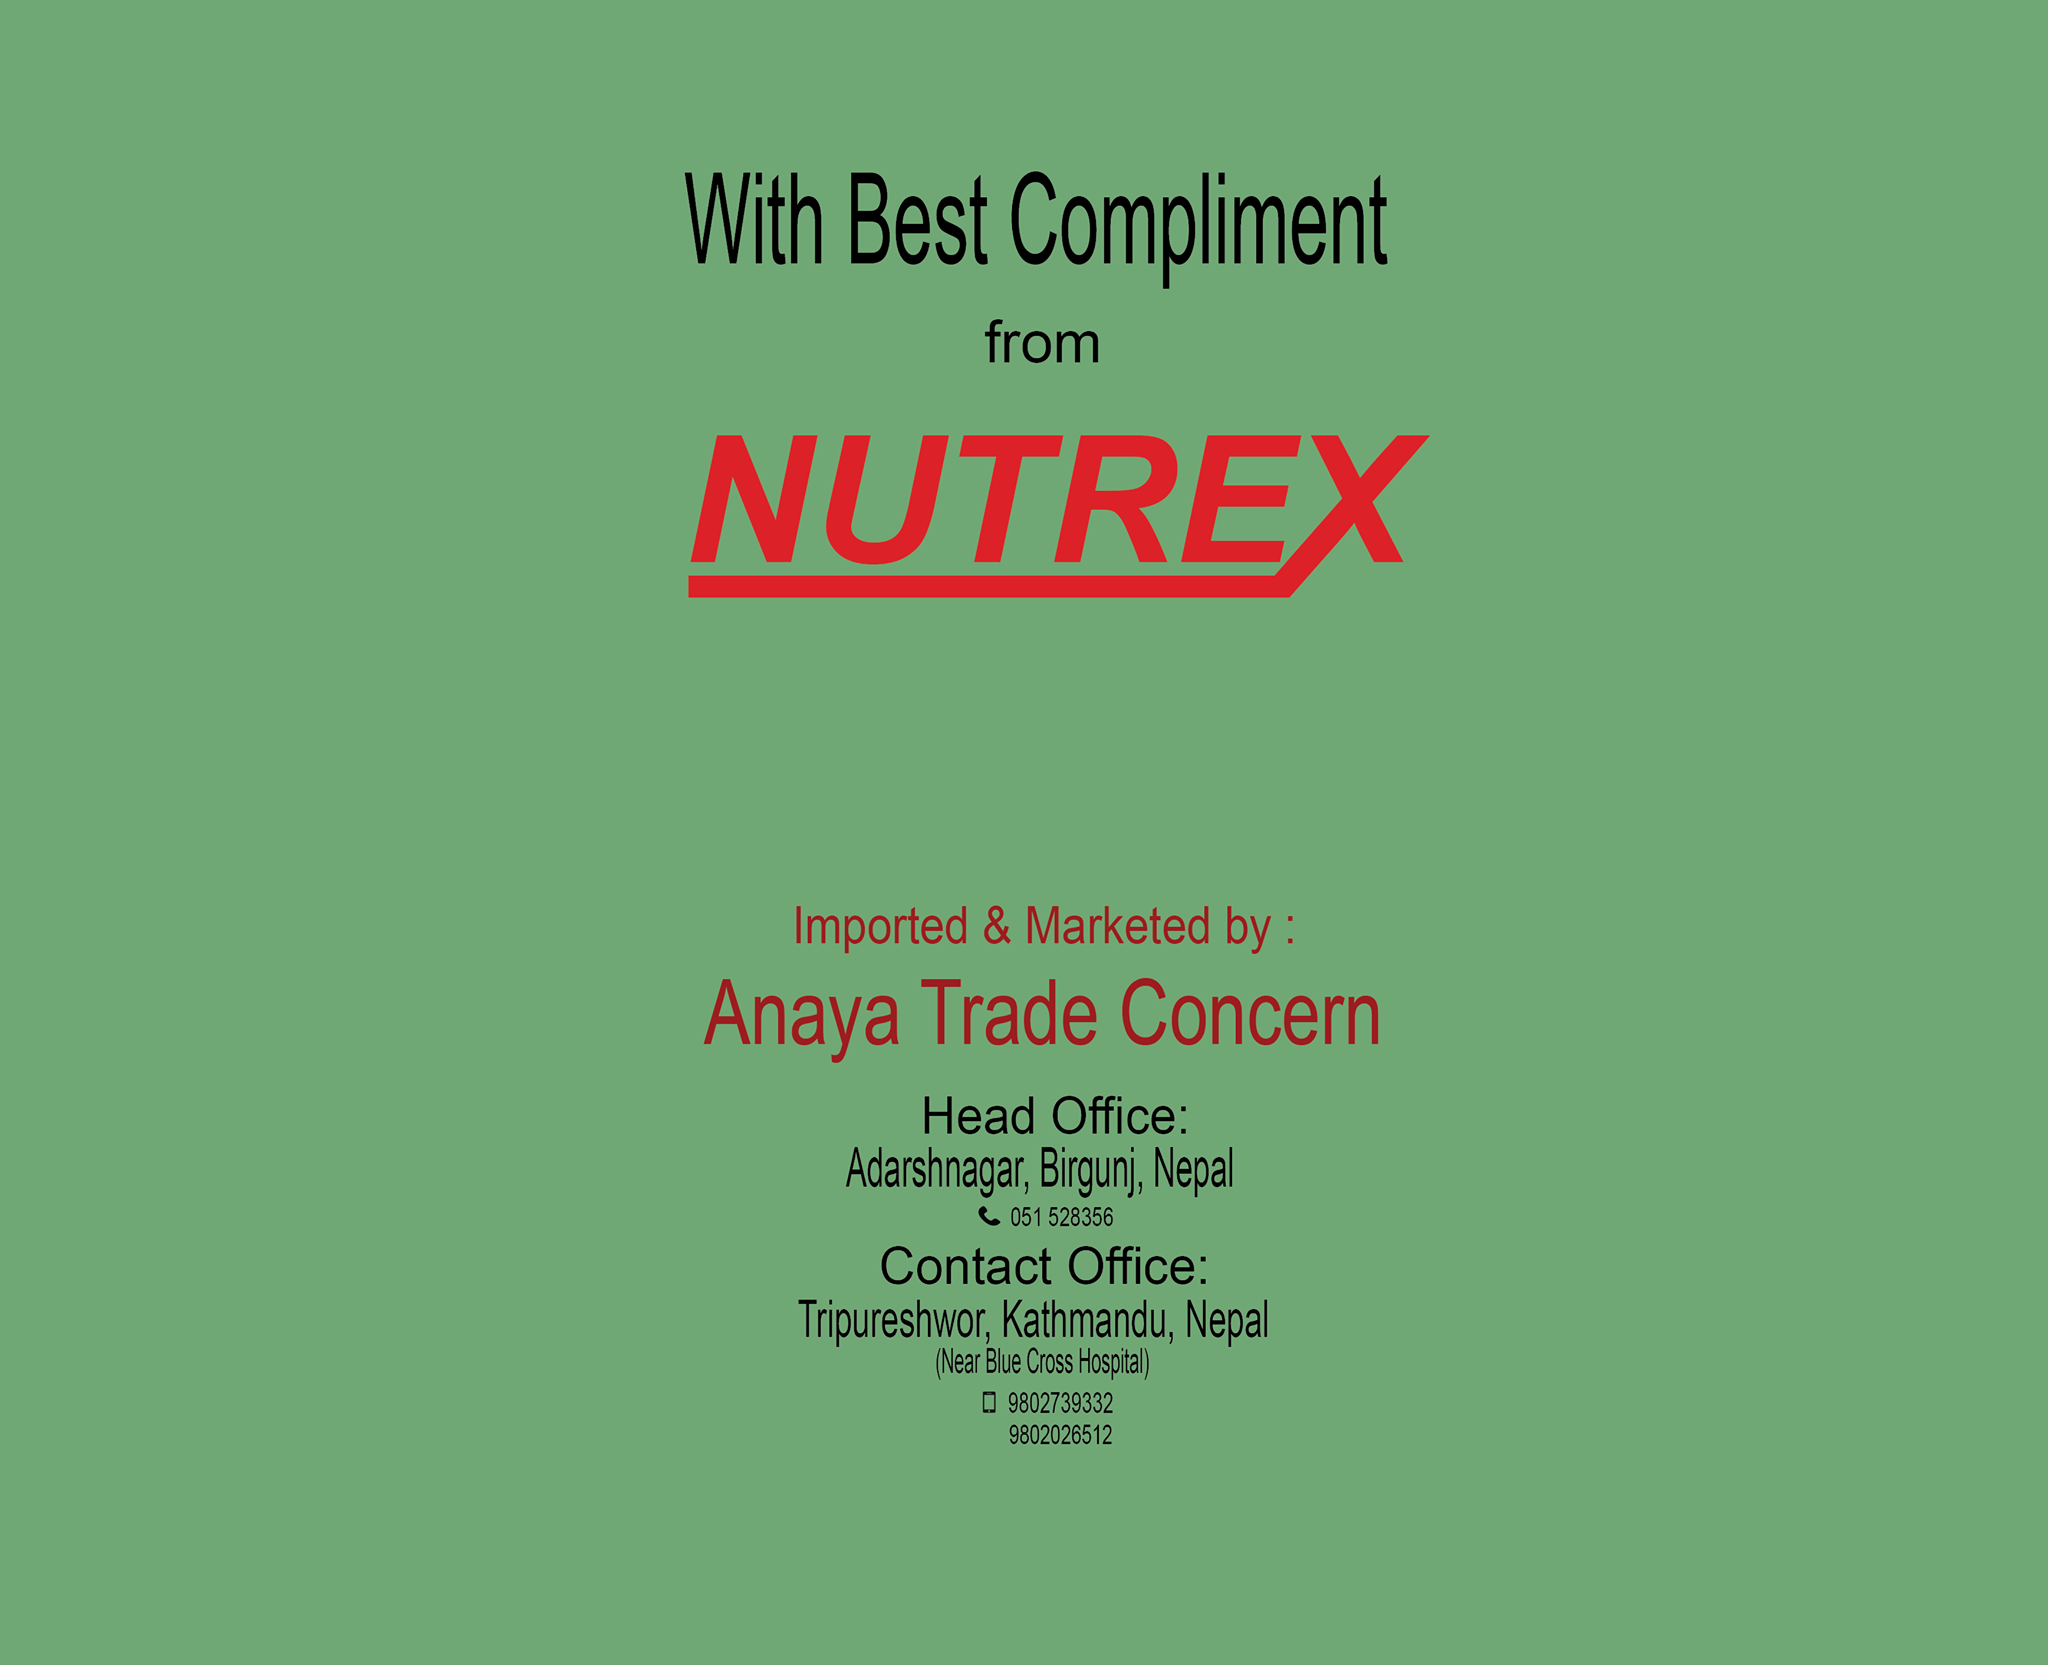 With Best Compliment
from
NUTREX
Imported & Marketed by :
Anaya Trade Concern
Head Office:
Adarshnagar, Birgunj, Nepal
051 528356
Contact Office:
Tripureshwor, Kathmandu, Nepal
(Near Blue Cross Hospital)
9802739332
9802026512